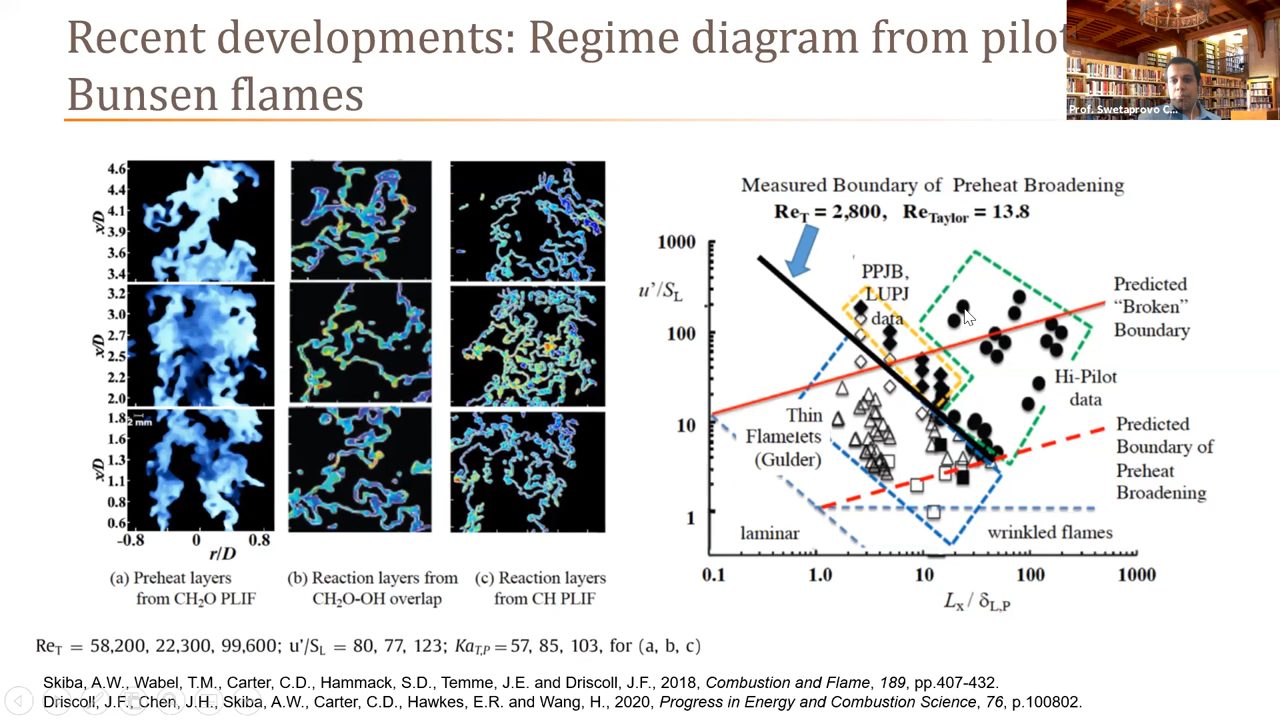 Recent developments: Regime diagram from pilot
Bunsen flames
Prof. Swetaprovo C...
4.6
4.4
4.1
3.9
3.6
3.4
x/D
3.2
3.0
2.7
2.5
2.2
2.0
x/D
1.8
2 mm
1.6
1.3
1.1
0.8
0.6
x/D
-0.8 0 0.8
r/D
(a) Preheat layers
from CH₂O PLIF
(b) Reaction layers from
CH₂O-OH overlap
(c) Reaction layers
from CH PLIF
Measured Boundary of Preheat Broadening
Re_T = 2,800, Re_Taylor = 13.8
1000
u'/S_L
100
10
1
PPJB,
LUPJ
data
Predicted
“Broken”
Boundary
Hi-Pilot
data
Thin
Flamelets
(Gulder)
Predicted
Boundary of
Preheat
Broadening
laminar
wrinkled flames
0.1 1.0 10 100 1000
L_x / δ_L,P
Re_T = 58,200, 22,300, 99,600; u'/S_L = 80, 77, 123; Ka_T,P = 57, 85, 103, for (a, b, c)
Skiba, A.W., Wabel, T.M., Carter, C.D., Hammack, S.D., Temme, J.E. and Driscoll, J.F., 2018, Combustion and Flame, 189, pp.407-432.
Driscoll, J.F., Chen, J.H., Skiba, A.W., Carter, C.D., Hawkes, E.R. and Wang, H., 2020, Progress in Energy and Combustion Science, 76, p.100802.